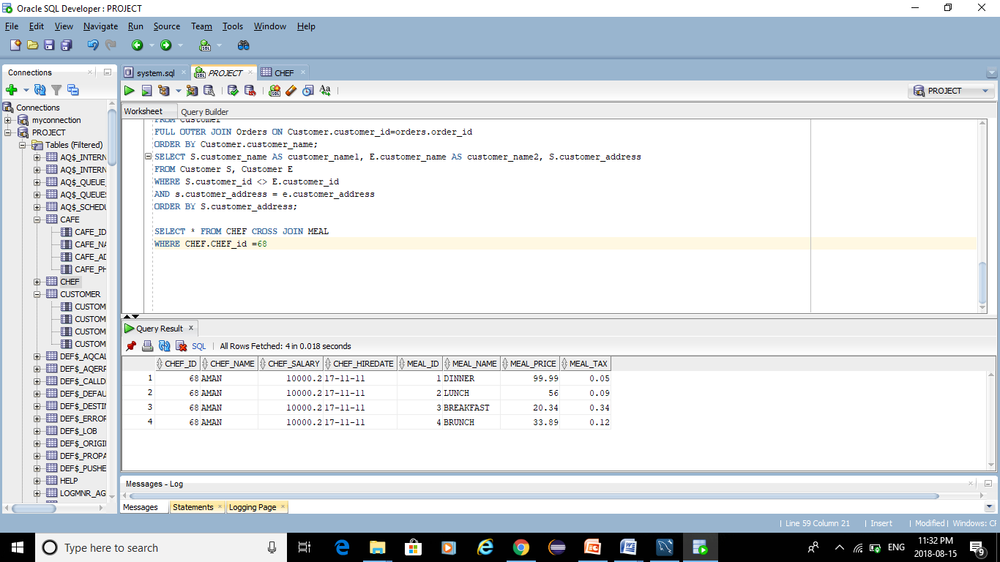 Oracle SQL Developer : PROJECT
File Edit View Navigate Run Source Team Tools Window Help
Connections
system.sql PROJECT CHEF
PROJECT
Connections
myconnection
PROJECT
Tables (Filtered)
AQ$_INTERN
AQ$_INTERN
AQ$_QUEUE_
AQ$_QUEUES
AQ$_SCHEDU
CAFE
CAFE_ID
CAFE_NA
CAFE_AD
CAFE_PH
CHEF
CUSTOMER
CUSTOM
CUSTOM
CUSTOM
CUSTOM
DEF$_AQCAL
DEF$_AQERR
DEF$_CALLD
DEF$_DEFAU
DEF$_DESTIN
DEF$_ERROR
DEF$_LOB
DEF$_ORIGI
DEF$_PROPA
DEF$_PUSHE
HELP
LOGMNR_AG
Worksheet Query Builder
FROM Customer
FULL OUTER JOIN Orders ON Customer.customer_id=orders.order_id
ORDER BY Customer.customer_name;
SELECT S.customer_name AS customer_name1, E.customer_name AS customer_name2, S.customer_address
FROM Customer S, Customer E
WHERE S.customer_id <> E.customer_id
AND s.customer_address = e.customer_address
ORDER BY S.customer_address;
SELECT * FROM CHEF CROSS JOIN MEAL
WHERE CHEF.CHEF_id =68
Query Result x
SQL | All Rows Fetched: 4 in 0.018 seconds
CHEF_ID CHEF_NAME CHEF_SALARY CHEF_HIREDATE MEAL_ID MEAL_NAME MEAL_PRICE MEAL_TAX
1 68 AMAN 10000.2 17-11-11 1 DINNER 99.99 0.05
2 68 AMAN 10000.2 17-11-11 2 LUNCH 56 0.09
3 68 AMAN 10000.2 17-11-11 3 BREAKFAST 20.34 0.34
4 68 AMAN 10000.2 17-11-11 4 BRUNCH 33.89 0.12
Messages - Log
Messages Statements Logging Page
| Line 59 Column 21 | Insert | Modified | Windows: CF
Type here to search
ENG
11:32 PM
2018-08-15
9